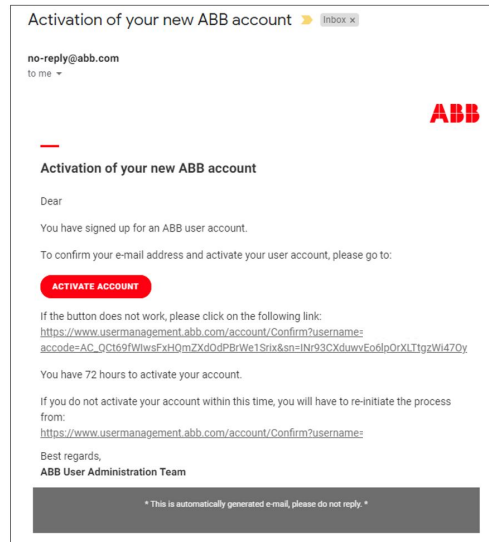 Activation of your new ABB account
Inbox x
no-reply@abb.com
to me
ABB
Activation of your new ABB account
Dear
You have signed up for an ABB user account.
To confirm your e-mail address and activate your user account, please go to:
ACTIVATE ACCOUNT
If the button does not work, please click on the following link:
https://www.usermanagement.abb.com/account/Confirm?username=
accode=AC_QCt69fWIwsFxHQmZXdOdPBrWe1Srix&sn=INr93CXduwvEo6lpOrXLTtgzWi47Oy
You have 72 hours to activate your account.
If you do not activate your account within this time, you will have to re-initiate the process
from:
https://www.usermanagement.abb.com/account/Confirm?username=
Best regards,
ABB User Administration Team
* This is automatically generated e-mail, please do not reply. *